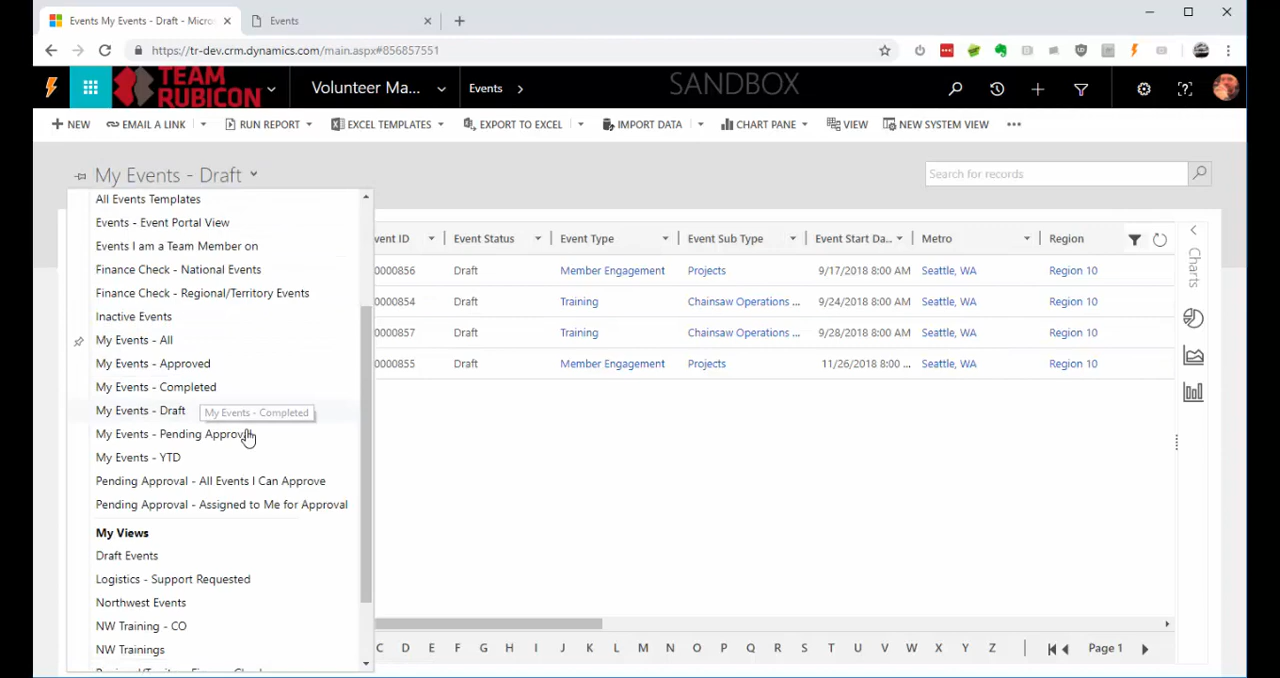 Events My Events - Draft - Micro
Events
https://tr-dev.crm.dynamics.com/main.aspx#856857551
TEAM RUBICON
Volunteer Ma...
Events
SANDBOX
NEW
EMAIL A LINK
RUN REPORT
EXCEL TEMPLATES
EXPORT TO EXCEL
IMPORT DATA
CHART PANE
VIEW
NEW SYSTEM VIEW
My Events - Draft
Search for records
All Events Templates
Events - Event Portal View
Events I am a Team Member on
Finance Check - National Events
Finance Check - Regional/Territory Events
Inactive Events
My Events - All
My Events - Approved
My Events - Completed
My Events - Draft
My Events - Completed
My Events - Pending Approval
My Events - YTD
Pending Approval - All Events I Can Approve
Pending Approval - Assigned to Me for Approval
My Views
Draft Events
Logistics - Support Requested
Northwest Events
NW Training - CO
NW Trainings
vent ID Event Status Event Type Event Sub Type Event Start Da... Metro Region
0000856 Draft Member Engagement Projects 9/17/2018 8:00 AM Seattle, WA Region 10
0000854 Draft Training Chainsaw Operations ... 9/24/2018 8:00 AM Seattle, WA Region 10
0000857 Draft Training Chainsaw Operations ... 9/28/2018 8:00 AM Seattle, WA Region 10
0000855 Draft Member Engagement Projects 11/26/2018 8:00 ... Seattle, WA Region 10
Charts
C D E F G H I J K L M N O P Q R S T U V W X Y Z
Page 1